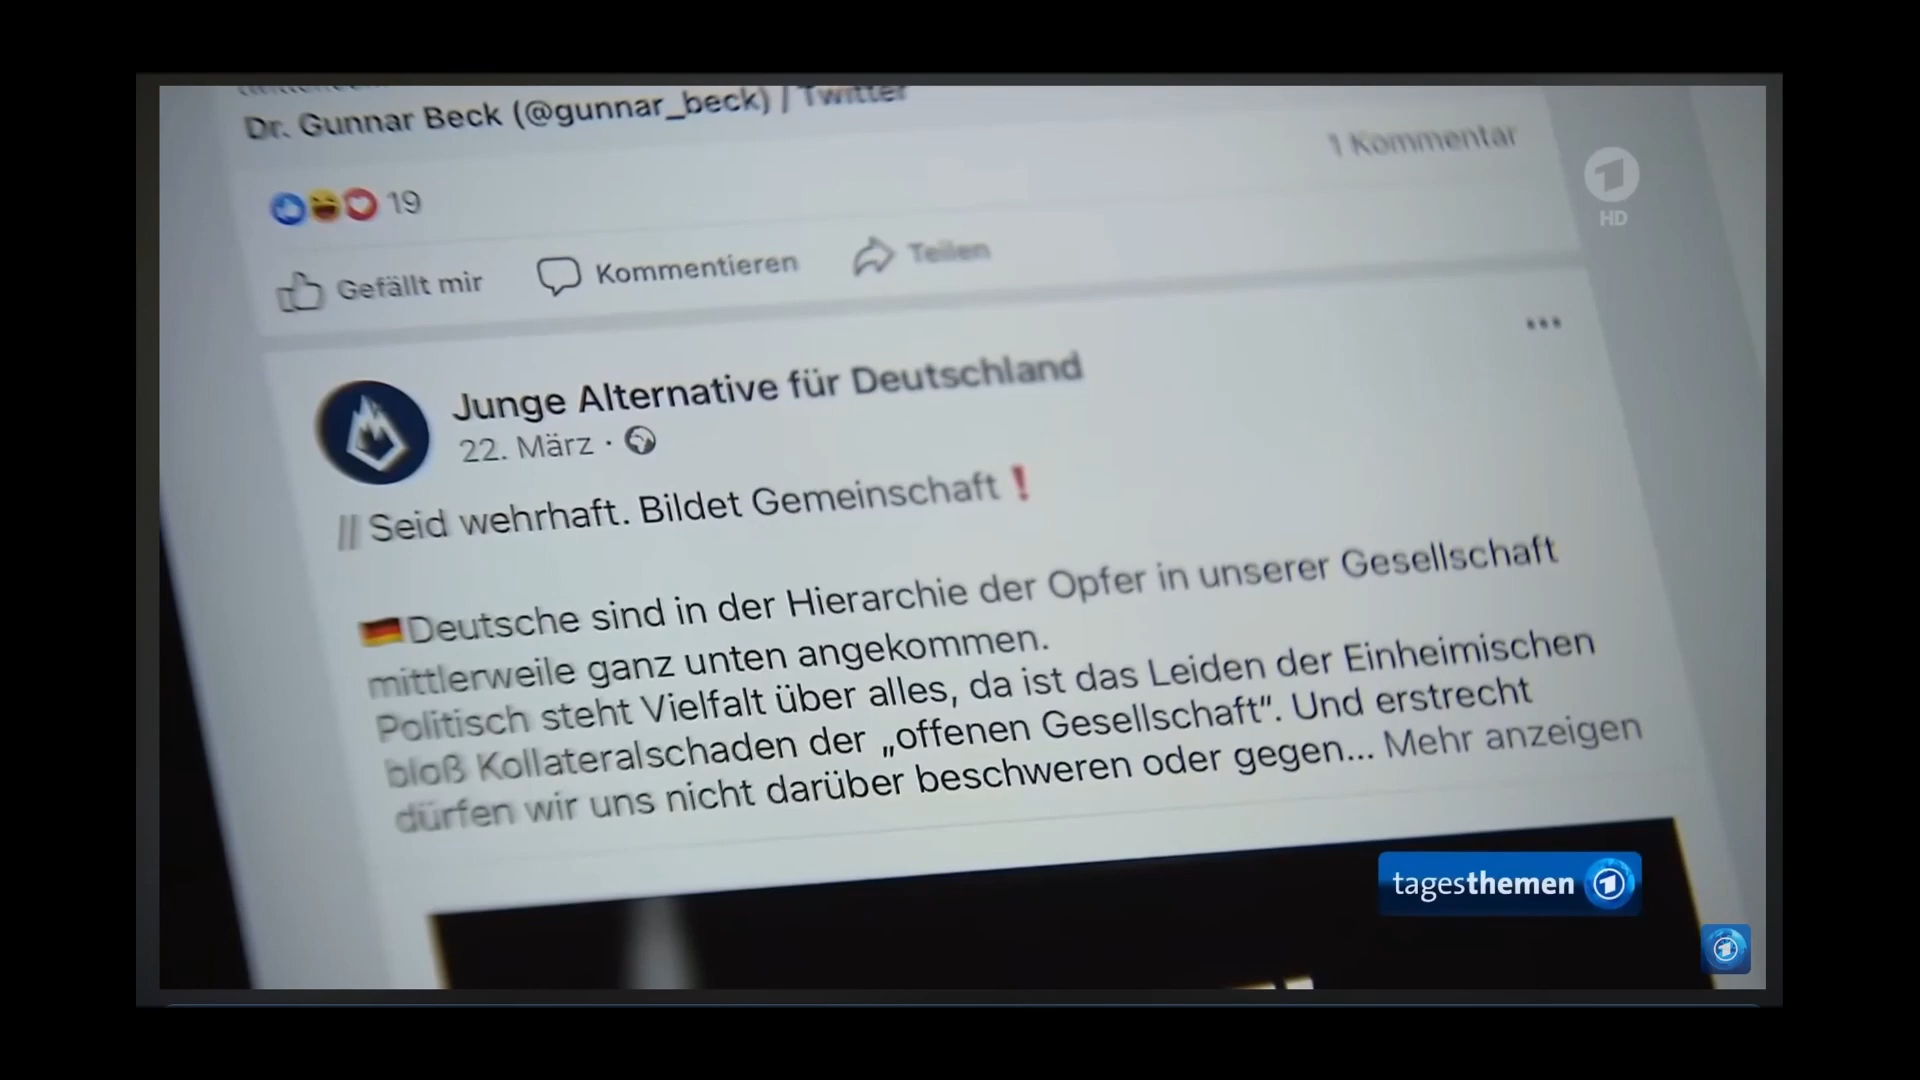 Dr. Gunnar Beck (@gunnar_beck) / Twitter
19
1 Kommentar
Gefällt mir
Kommentieren
Teilen
Junge Alternative für Deutschland
22. März ·
|| Seid wehrhaft. Bildet Gemeinschaft❗
🇩🇪Deutsche sind in der Hierarchie der Opfer in unserer Gesellschaft
mittlerweile ganz unten angekommen.
Politisch steht Vielfalt über alles, da ist das Leiden der Einheimischen
bloß Kollateralschaden der „offenen Gesellschaft“. Und erstrecht
dürfen wir uns nicht darüber beschweren oder gegen... Mehr anzeigen
1
HD
tagesthemen 1
1